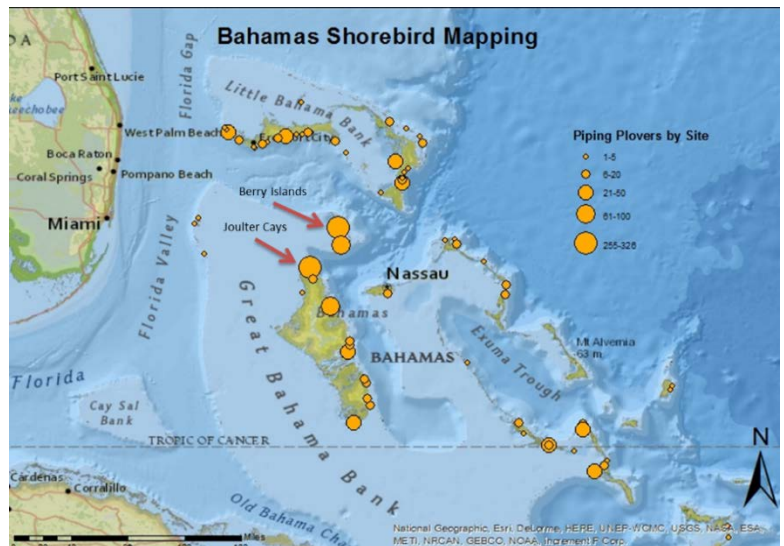 Bahamas Shorebird Mapping
Port Saint Lucie
Florida Gap
Little Bahama Bank
West Palm Beach
City
Boca Raton
Coral Springs
Pompano Beach
Miami
Piping Plovers by Site
1-5
6-20
21-50
61-100
255-326
Berry Islands
Joulter Cays
Florida Valley
Nassau
Great Bahama Bank
Bahamas
BAHAMAS
Exuma Trough
Mt Alvernia
63 m
Florida
Cay Sal
Bank
TROPIC OF CANCER
N
Cardenas
Corralillo
Old Bahama
Miles
National Geographic, Esri, DeLorme, HERE, UNEP-WCMC, USGS, NASA, ESA,
METI, NRCAN, GEBCO, NOAA, increment P Corp.